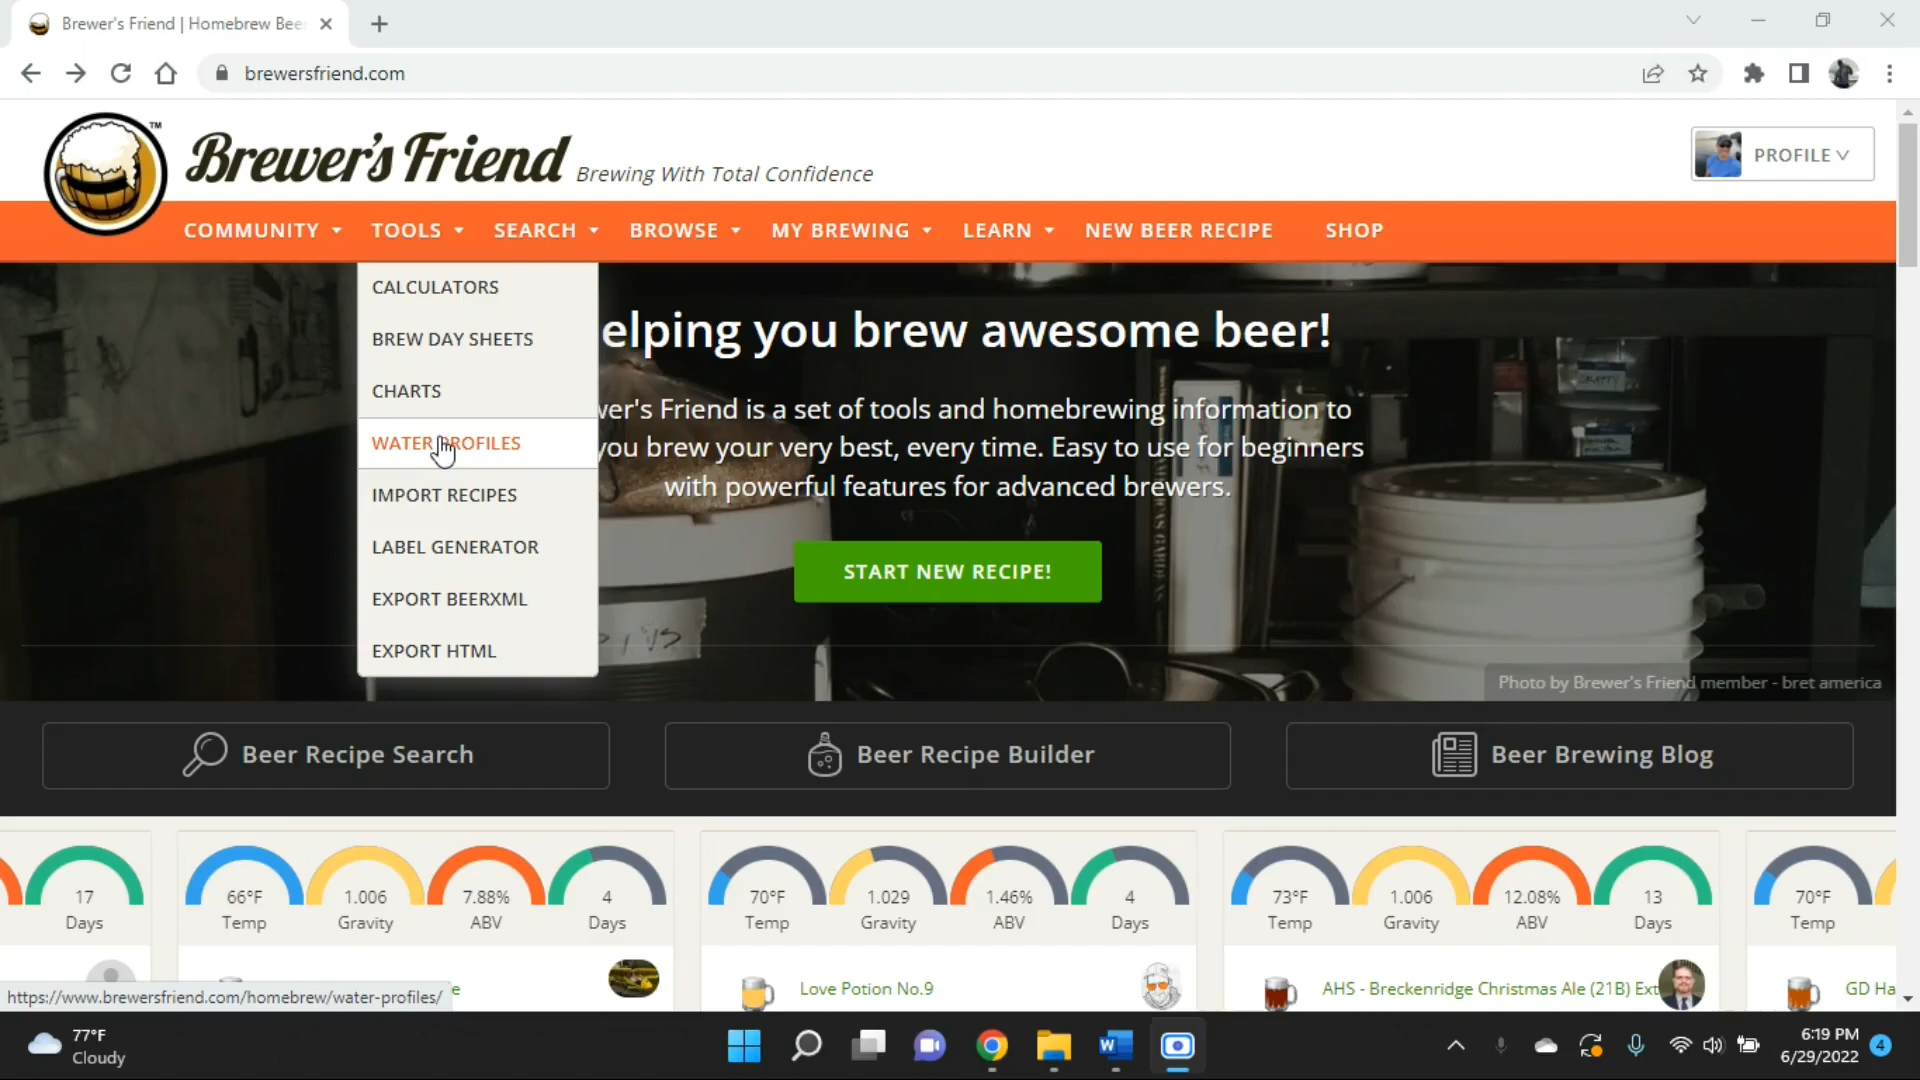 Brewer's Friend | Homebrew Bee
brewersfriend.com
TM
Brewer's Friend Brewing With Total Confidence
PROFILE
COMMUNITY TOOLS SEARCH BROWSE MY BREWING LEARN NEW BEER RECIPE SHOP
CALCULATORS
BREW DAY SHEETS
CHARTS
WATER PROFILES
IMPORT RECIPES
LABEL GENERATOR
EXPORT BEERXML
EXPORT HTML
elping you brew awesome beer!
wer's Friend is a set of tools and homebrewing information to
you brew your very best, every time. Easy to use for beginners
with powerful features for advanced brewers.
START NEW RECIPE!
Photo by Brewer's Friend member - bret america
Beer Recipe Search Beer Recipe Builder Beer Brewing Blog
17 66°F 1.006 7.88% 4 70°F 1.029 1.46% 4 73°F 1.006 12.08% 13 70°F
Days Temp Gravity ABV Days Temp Gravity ABV Days Temp Gravity ABV Days Temp
e Love Potion No.9 AHS - Breckenridge Christmas Ale (21B) Ext GD Ha
https://www.brewersfriend.com/homebrew/water-profiles/
77°F
Cloudy
W
6:19 PM
6/29/2022
4